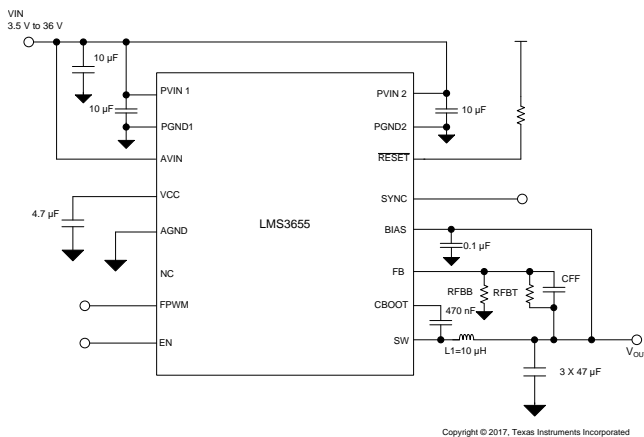 VIN
3.5 V to 36 V
10 µF
10 µF
PVIN 1
PGND1
AVIN
VCC
4.7 µF
AGND
NC
FPWM
EN
LMS3655
PVIN 2
10 µF
PGND2
RESET
SYNC
BIAS
0.1 µF
FB
RFBB
RFBT
CFF
CBOOT
470 nF
SW
L1=10 µH
VOU
3 X 47 µF
Copyright © 2017, Texas Instruments Incorporated